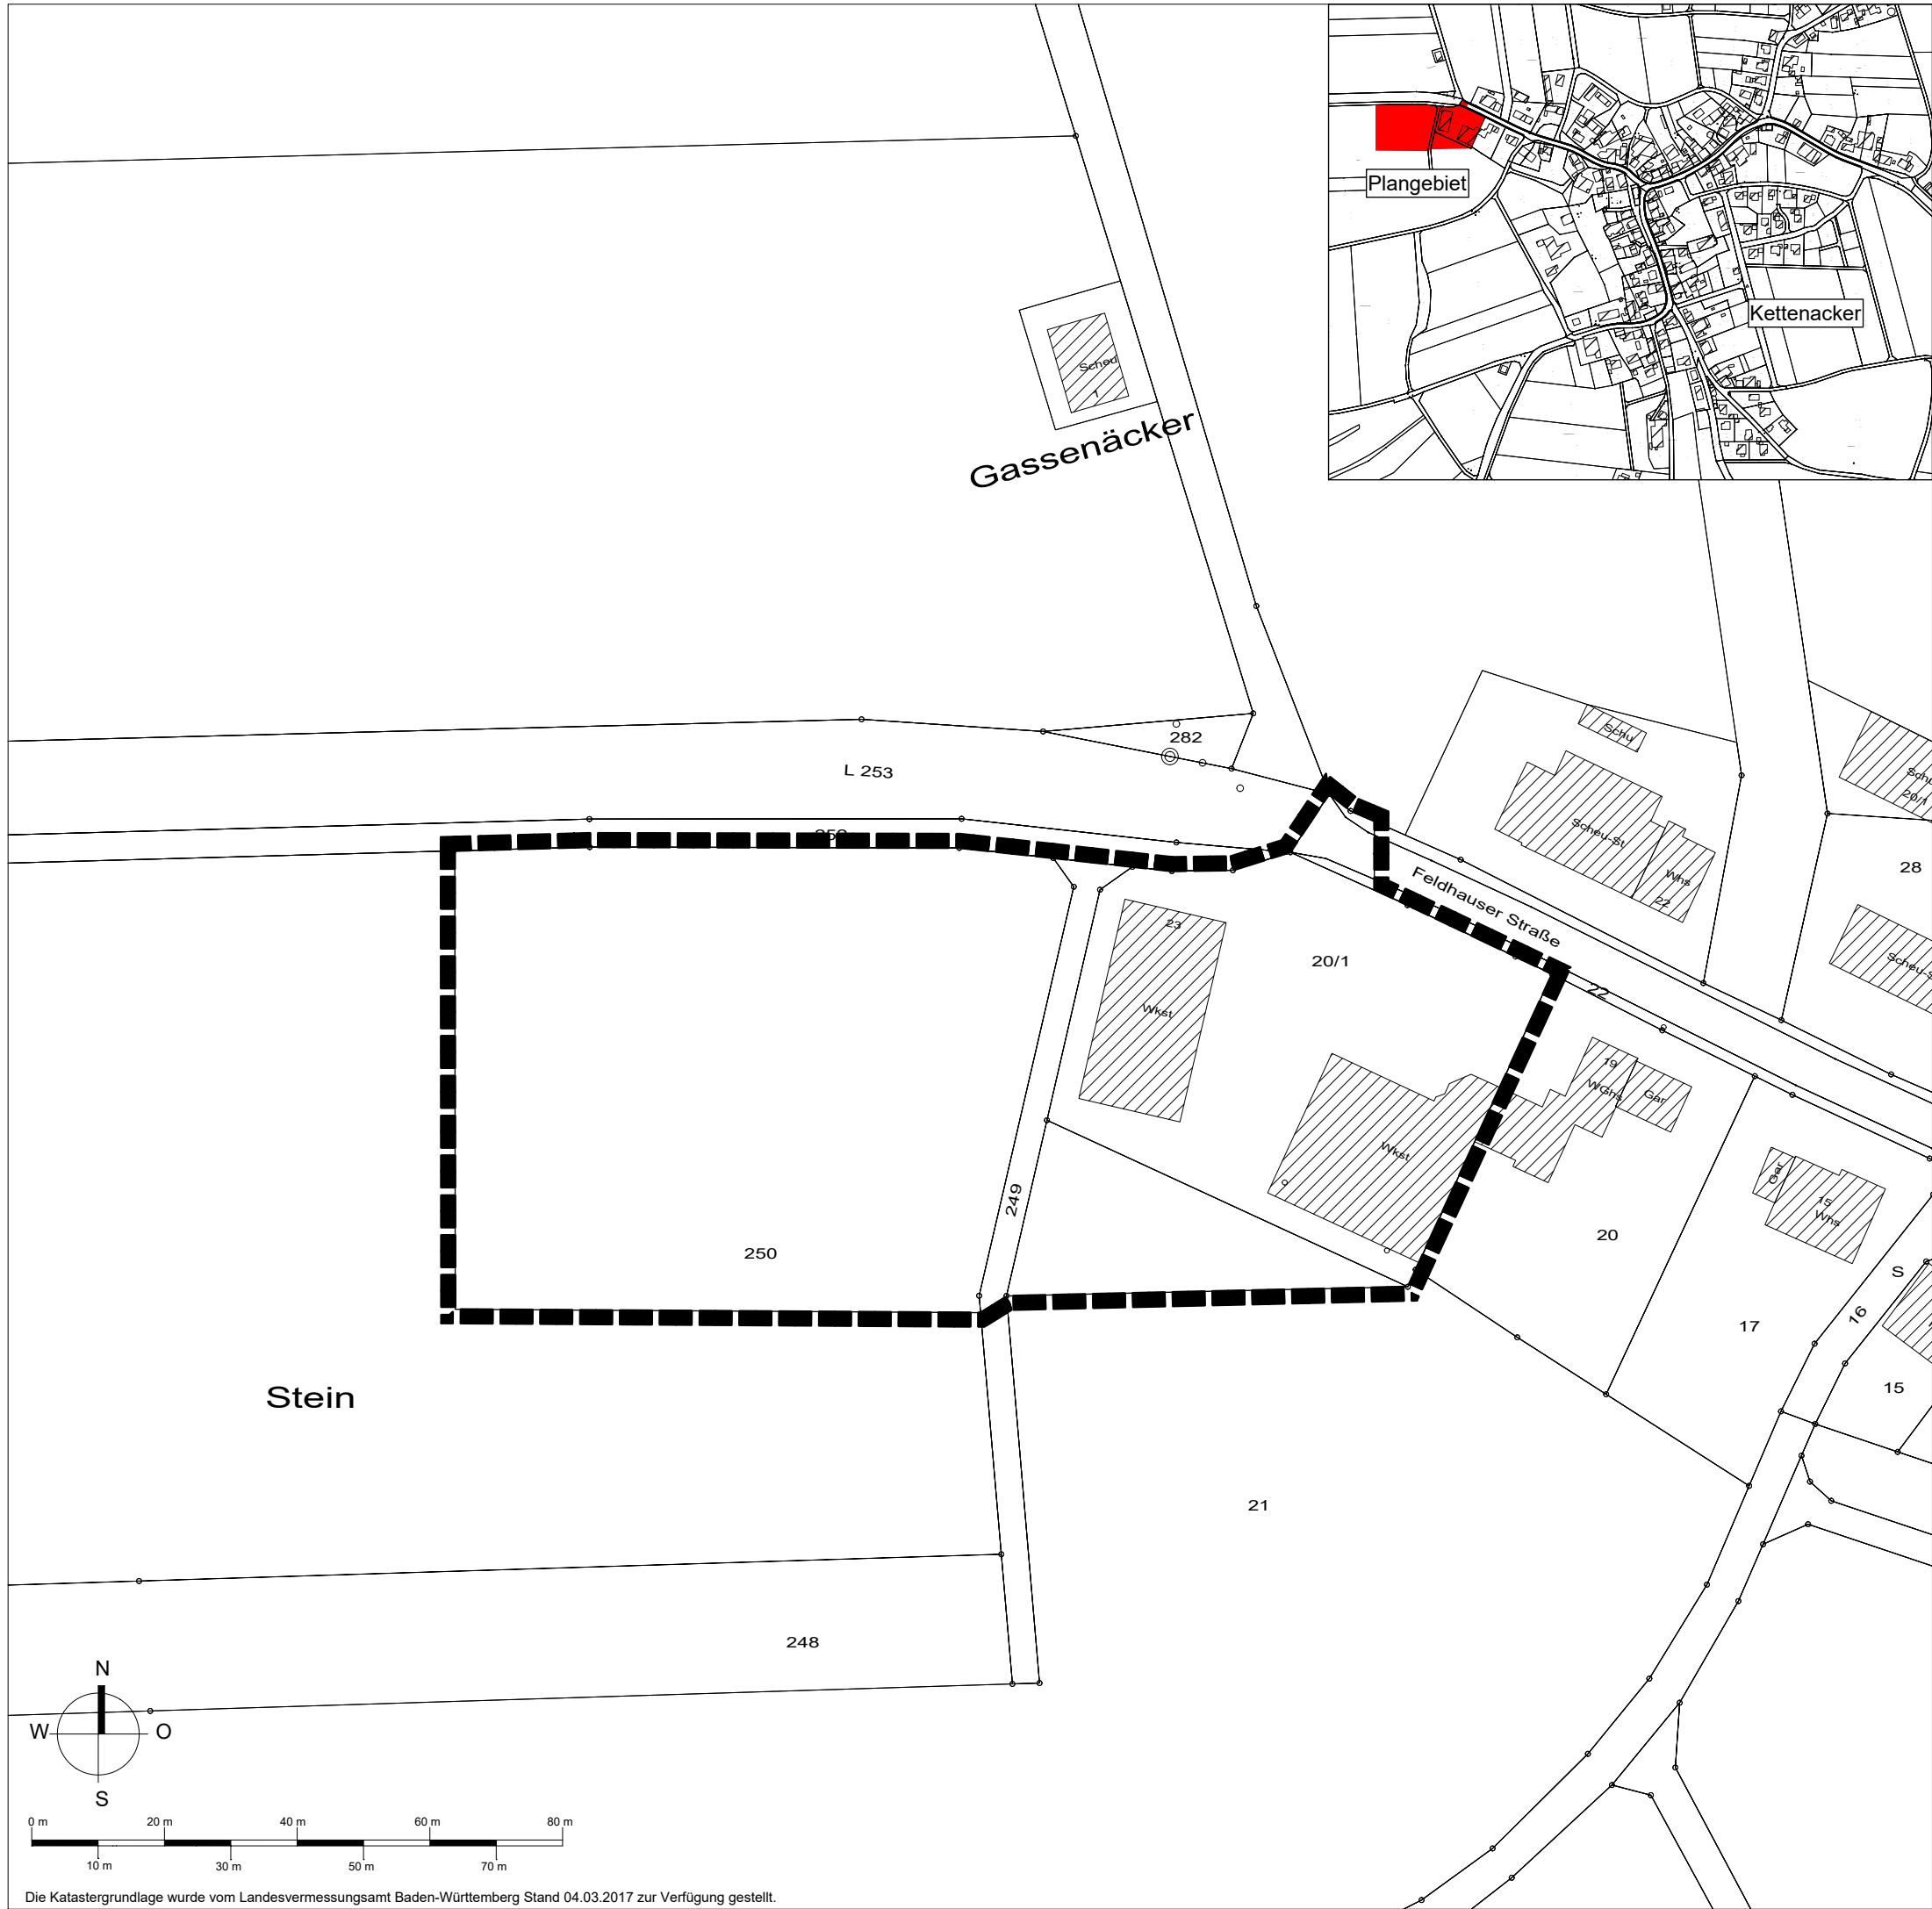 Plangebiet
Kettenacker
Scheu
1
Gassenäcker
282
L 253
Schu
Scheu-St
Whs
22
20/1
28
Feldhauser Straße
22
23
Wkst
20/1
Wkst
19
WGhs
Gar
Gar
15
Whs
249
250
20
17
S
16
15
Stein
21
248
N
W
O
S
0 m
20 m
40 m
60 m
80 m
10 m
30 m
50 m
70 m
Die Katastergrundlage wurde vom Landesvermessungsamt Baden-Württemberg Stand 04.03.2017 zur Verfügung gestellt.